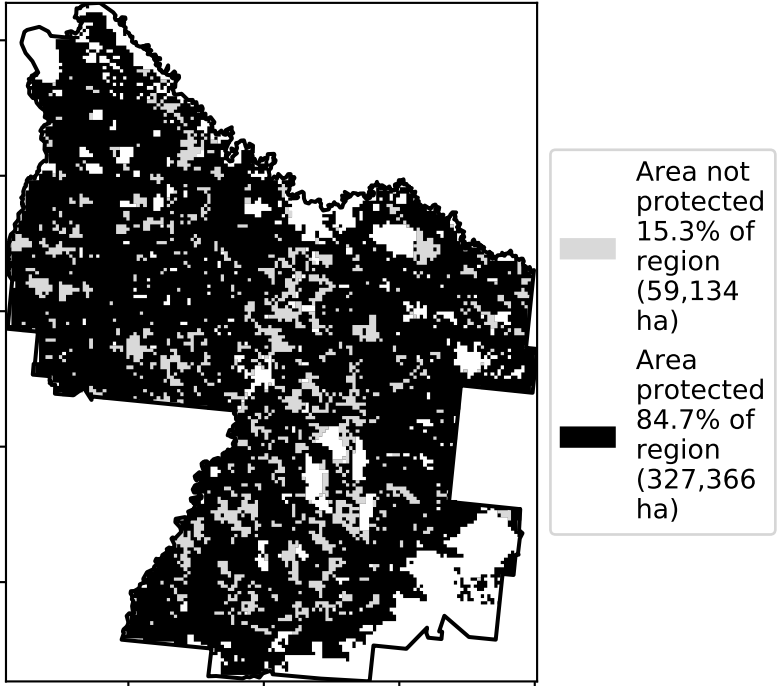 Area not
protected
15.3% of
region
(59,134
ha)
Area
protected
84.7% of
region
(327,366
ha)